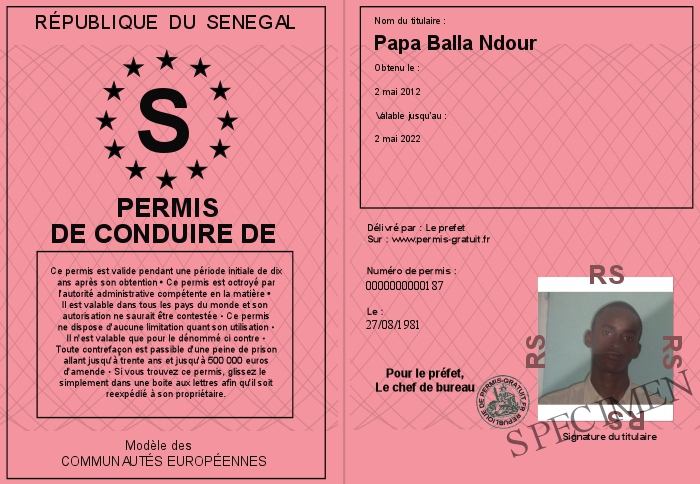 RÉPUBLIQUE DU SENEGAL
S
PERMIS
DE CONDUIRE DE
Ce permis est valide pendant une période initiale de dix
ans après son obtention • Ce permis est octroyé par
l'autorité administrative compétente en la matière •
Il est valable dans tous les pays du monde et son
autorisation ne saurait être contestée • Ce permis
ne dispose d'aucune limitation quant son utilisation •
Il n'est valable que pour le dénommé ci contre •
Toute contrefaçon est passible d'une peine de prison
allant jusqu'à trente ans et jusqu'à 500 000 euros
d'amende • Si vous trouvez ce permis, glissez le
simplement dans une boite aux lettres afin qu'il soit
reexpédié à son propriétaire.
Modèle des
COMMUNAUTÉS EUROPÉENNES
Nom du titulaire :
Papa Balla Ndour
Obtenu le :
2 mai 2012
Valable jusqu'au :
2 mai 2022
Délivré par : Le prefet
Sur : www.permis-gratuit.fr
Numéro de permis :
0000000000187
Le :
27/08/1981
Pour le préfet,
Le chef de bureau
REPUBLIQUE DE PERMIS-GRATUIT.FR
RS
RS
RS
RS
SPECIMEN
Signature du titulaire